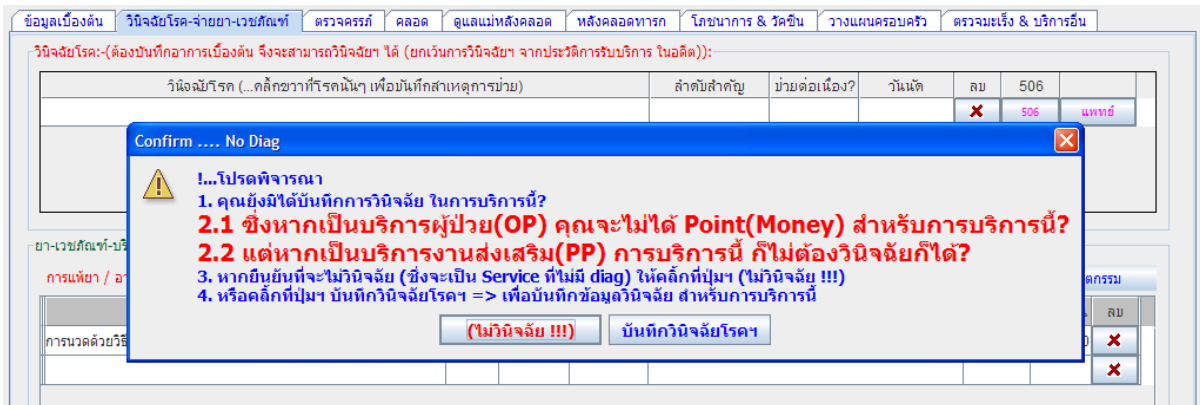 ข้อมูลเบื้องต้น วินิจฉัยโรค-จ่ายยา-เวชภัณฑ์ ตรวจครรภ์ คลอด ดูแลแม่หลังคลอด หลังคลอดทารก โภชนาการ & วัคซีน วางแผนครอบครัว ตรวจมะเร็ง & บริการอื่น
วินิจฉัยโรค:-(ต้องบันทึกอาการเบื้องต้น จึงจะสามารถวินิจฉัยฯ ได้ (ยกเว้นการวินิจฉัยฯ จากประวัติการรับบริการ ในอดีต)):
วินิจฉัยโรค (...คลิ้กขวาที่โรคนั้นๆ เพื่อบันทึกสาเหตุการป่วย) ลำดับสำคัญ ป่วยต่อเนื่อง? วันนัด ลบ 506
506 แพทย์
Confirm .... No Diag
!...โปรดพิจารณา
1. คุณยังมิได้บันทึกการวินิจฉัย ในการบริการนี้?
2.1 ซึ่งหากเป็นบริการผู้ป่วย(OP) คุณจะไม่ได้ Point(Money) สำหรับการบริการนี้?
2.2 แต่หากเป็นบริการงานส่งเสริม(PP) การบริการนี้ ก็ไม่ต้องวินิจฉัยก็ได้?
3. หากยืนยันที่จะไม่วินิจฉัย (ซึ่งจะเป็น Service ที่ไม่มี diag) ให้คลิ้กที่ปุ่มฯ (ไม่วินิจฉัย !!!)
4. หรือคลิ้กที่ปุ่มฯ บันทึกวินิจฉัยโรคฯ => เพื่อบันทึกข้อมูลวินิจฉัย สำหรับการบริการนี้
(ไม่วินิจฉัย !!!) บันทึกวินิจฉัยโรคฯ
ยา-เวชภัณฑ์-บริ
การแพ้ยา / อา
ตกรรม
ลบ
การนวดด้วยวิธี